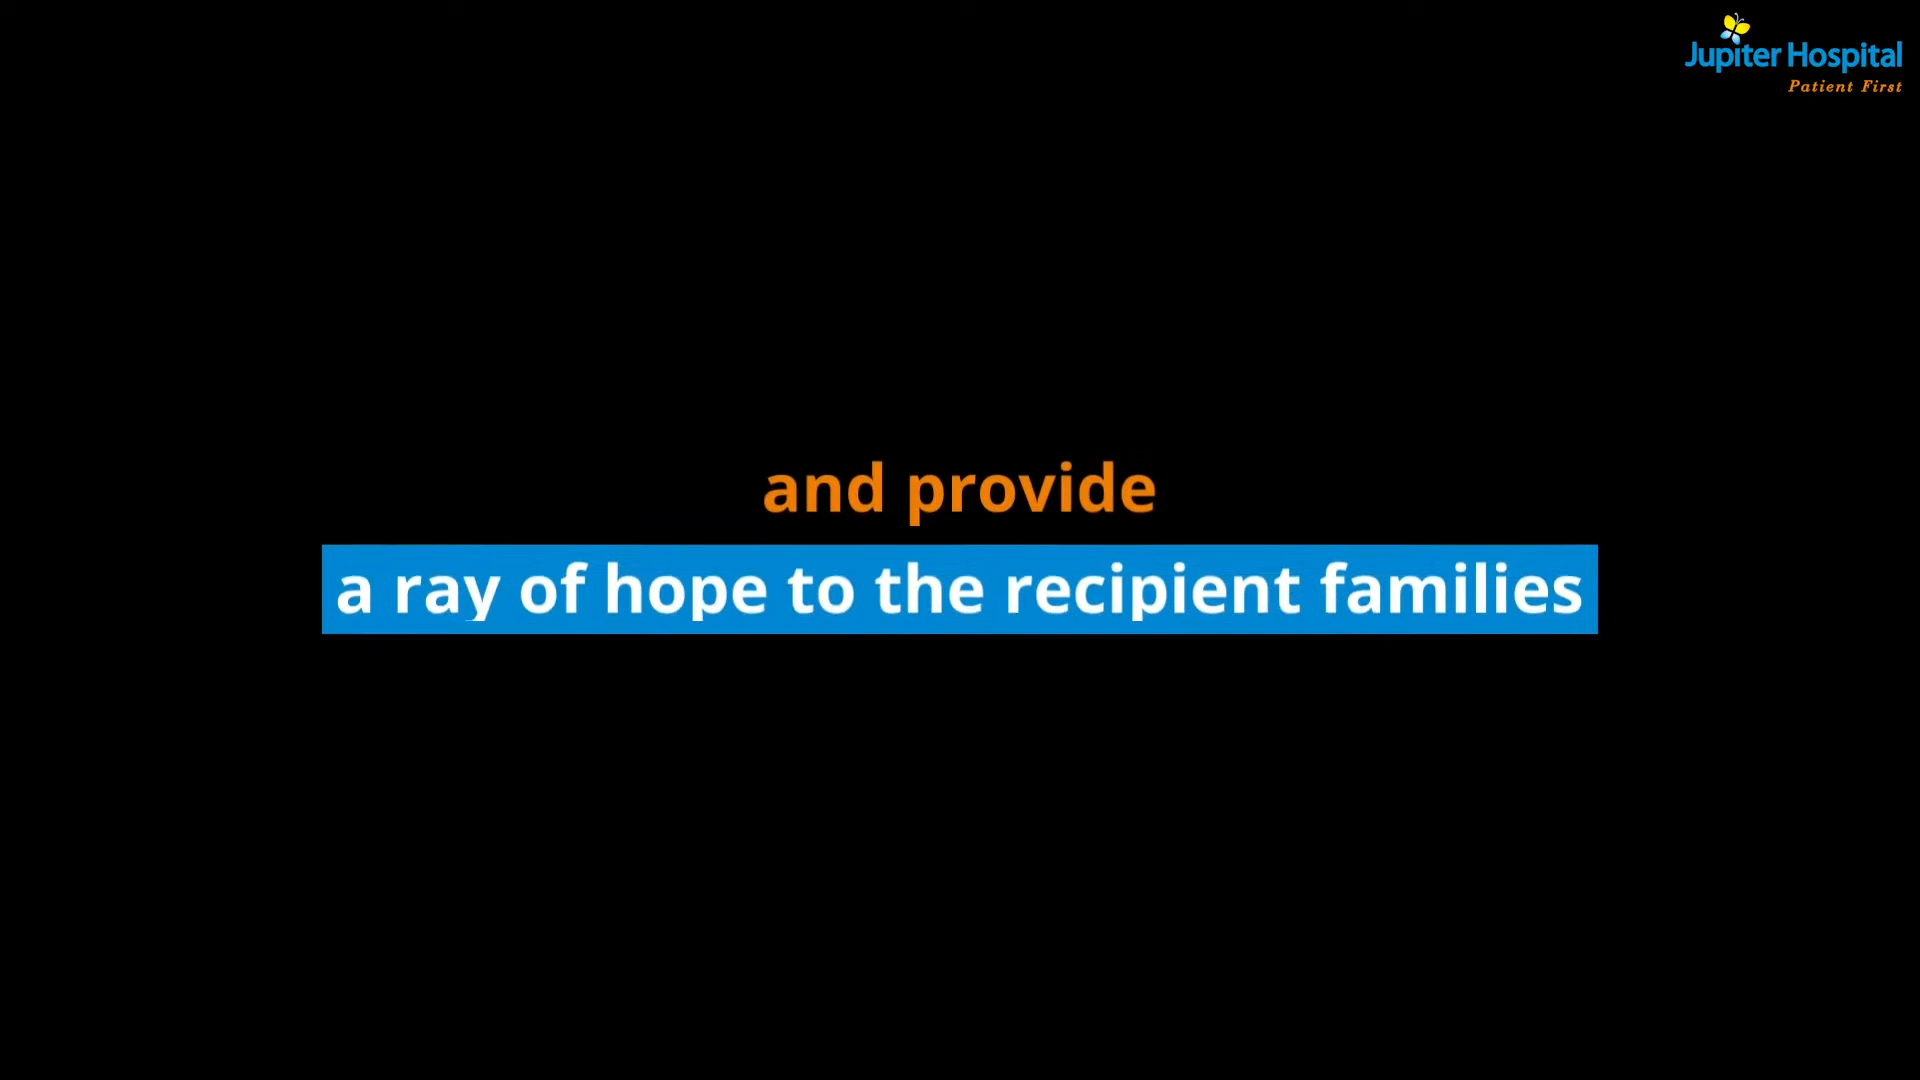 Jupiter Hospital
Patient First
and provide
a ray of hope to the recipient families